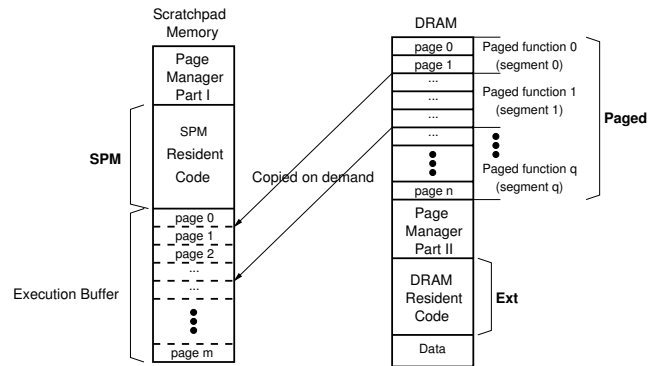 Scratchpad
Memory
Page
Manager
Part I
SPM
Resident
Code
SPM
page 0
page 1
page 2
...
...
page m
Execution Buffer
Copied on demand
DRAM
page 0
page 1
...
...
...
...
page n
Page
Manager
Part II
DRAM
Resident
Code
Data
Paged function 0
(segment 0)
Paged function 1
(segment 1)
Paged function q
(segment q)
Paged
Ext